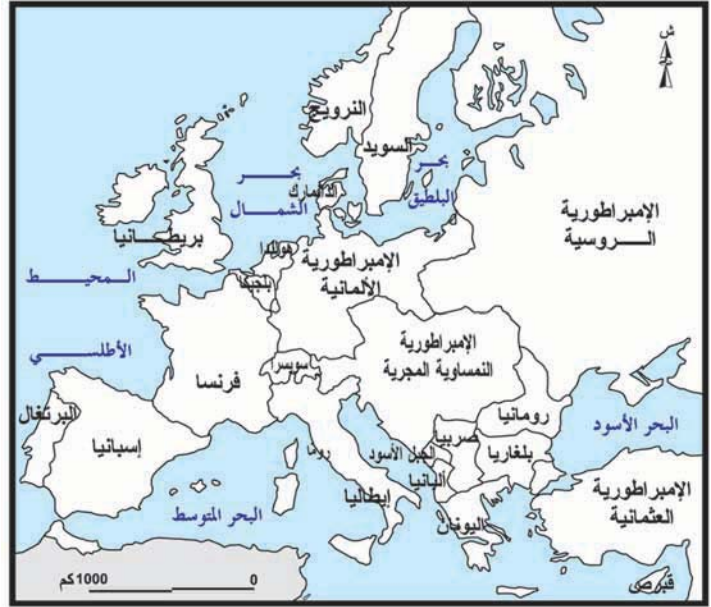 ش
النرويج
السويد
بحر
البلطيق
بحر
الشمال
الدانمارك
الإمبراطورية
الروسية
بريطانيا
هولندا
الإمبراطورية
الألمانية
بلجيكا
المحيط
الأطلسي
الإمبراطورية
النمساوية المجرية
سويسرا
فرنسا
رومانيا
البحر الأسود
البرتغال
إسبانيا
صربيا
بلغاريا
روما
الجبل الأسود
ألبانيا
إيطاليا
الإمبراطورية
العثمانية
البحر المتوسط
اليونان
قبرص
1000كم
0